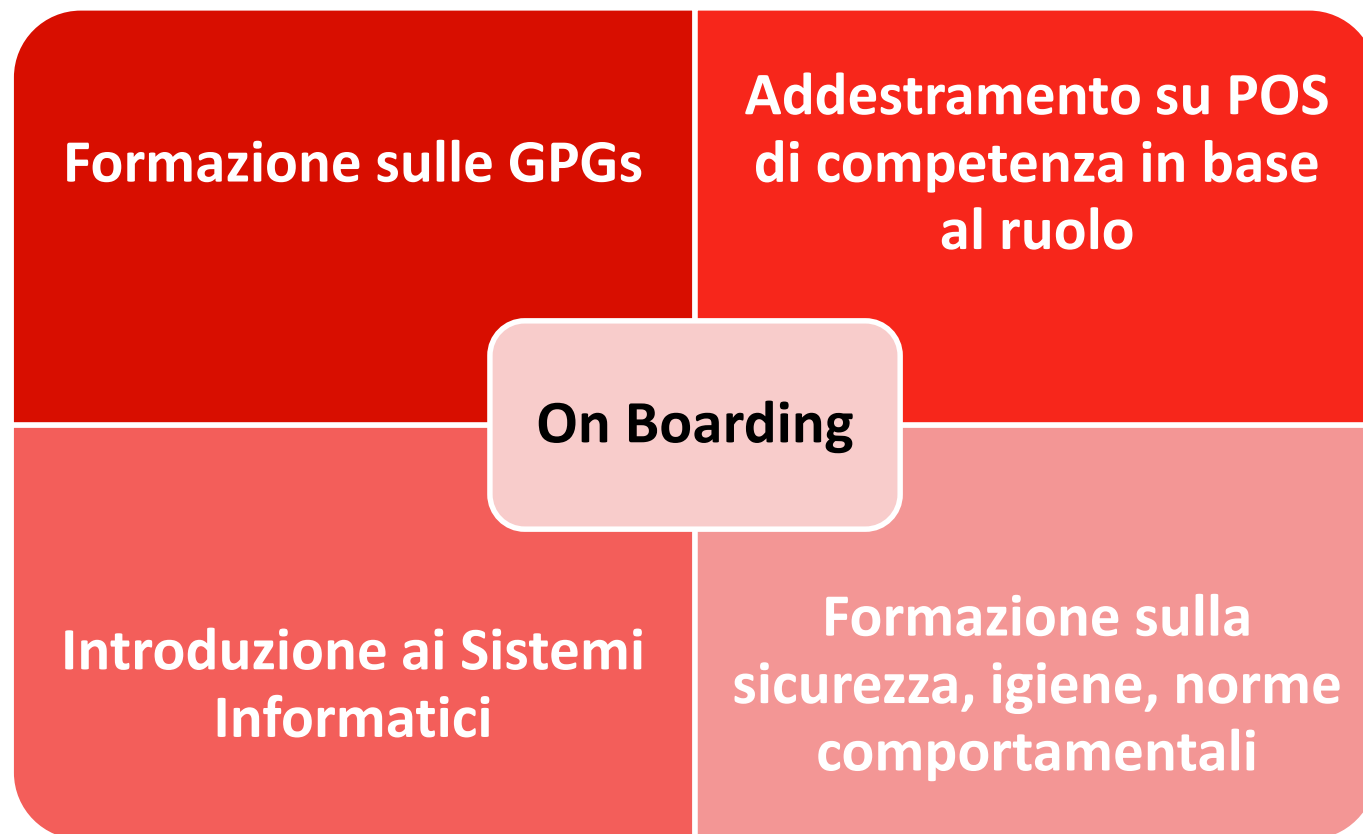 Formazione sulle GPGs
Addestramento su POS
di competenza in base
al ruolo
On Boarding
Introduzione ai Sistemi
Informatici
Formazione sulla
sicurezza, igiene, norme
comportamentali